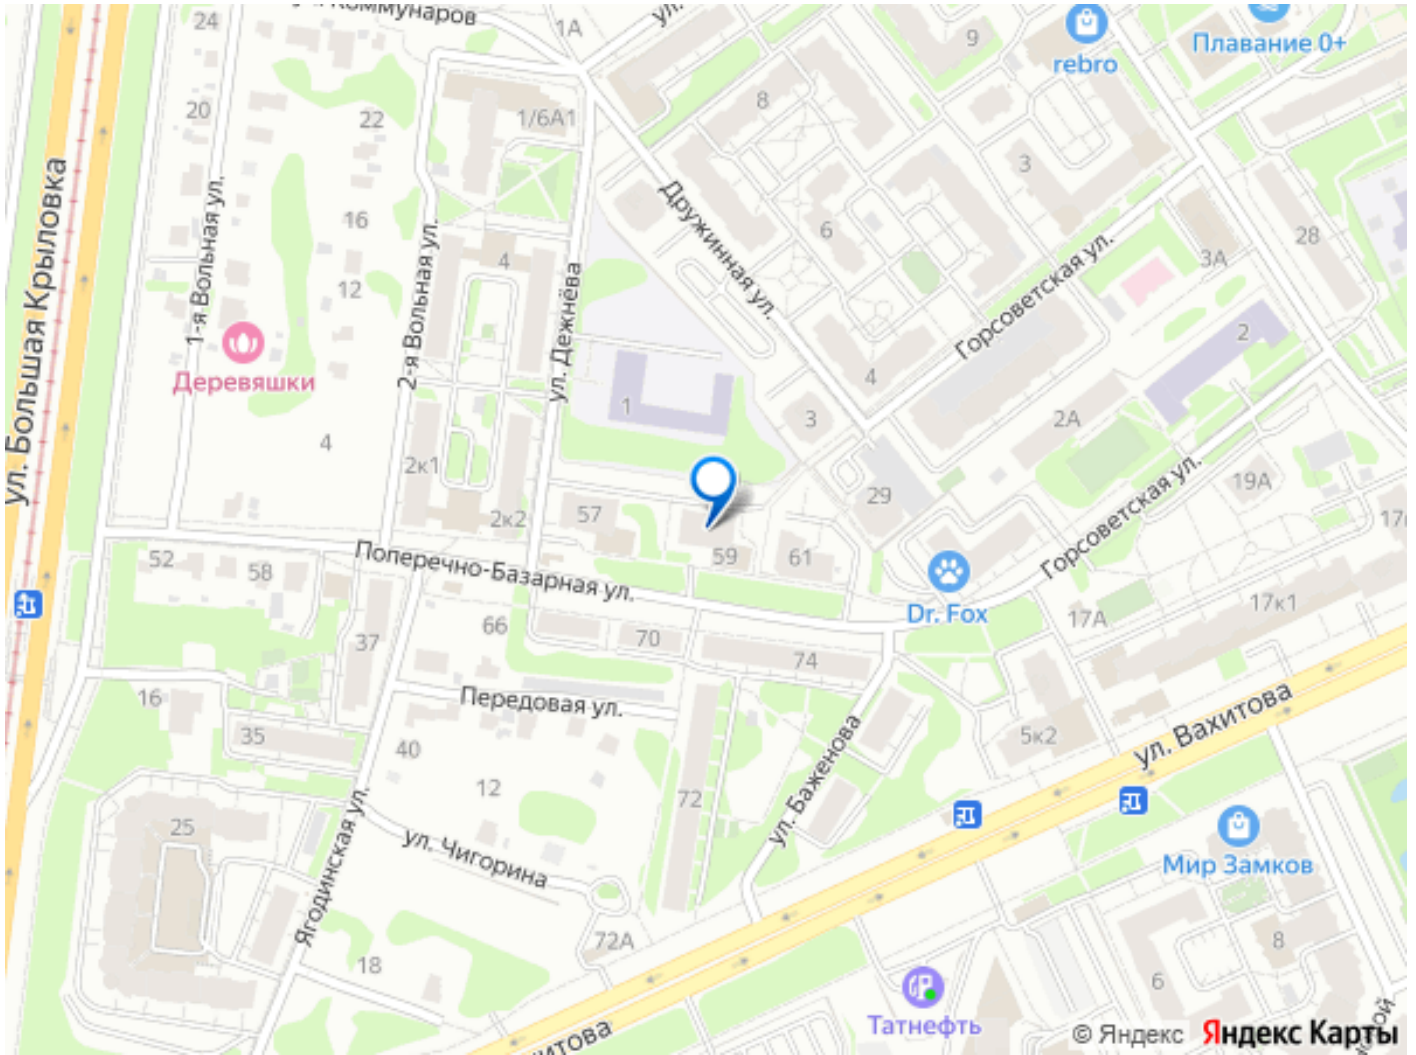 24
Коммунаров
1А
ул.
9
rebro
Плавание 0+
20
22
1/6А1
8
3
Дружинная ул.
6
28
3А
16
1-я Вольная ул.
2-я Вольная ул.
4
ул. Дежнёва
12
Горсоветская ул.
ул. Большая Крыловка
Деревяшки
2
1
4
3
2А
4
2к1
29
19А
57
2к2
Горсоветская ул.
17к
59
61
52
58
Поперечно-Базарная ул.
Dr. Fox
17к1
17А
66
70
74
37
16
Передовая ул.
35
40
5к2
ул. Вахитова
12
72
ул. Баженова
25
ул. Чигорина
Мир Замков
Ягодинская ул.
72А
18
8
6
Татнефть
© Яндекс Яндекс Карты